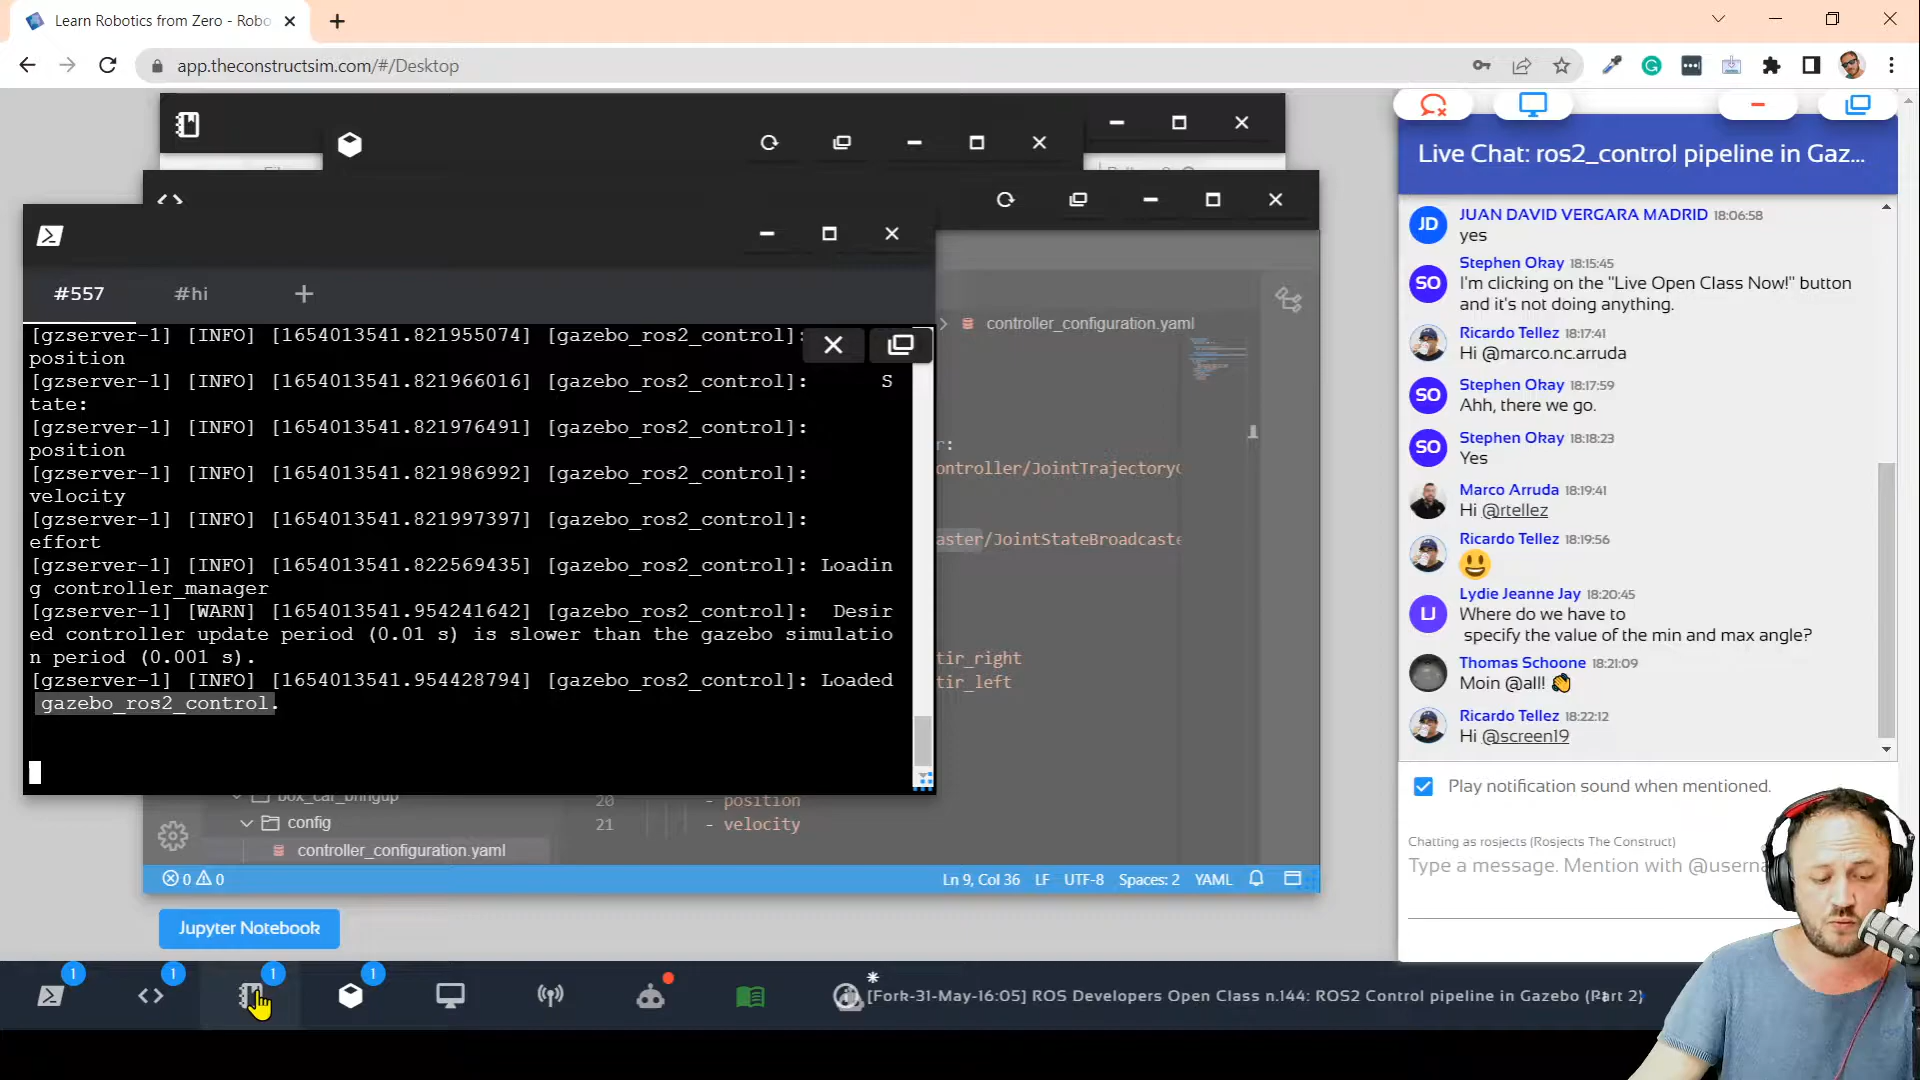 Learn Robotics from Zero - Robo
app.theconstructsim.com/#/Desktop
#557
#hi
[gzserver-1] [INFO] [1654013541.821955074] [gazebo_ros2_control]:
position
[gzserver-1] [INFO] [1654013541.821966016] [gazebo_ros2_control]: S
tate:
[gzserver-1] [INFO] [1654013541.821976491] [gazebo_ros2_control]:
position
[gzserver-1] [INFO] [1654013541.821986992] [gazebo_ros2_control]:
velocity
[gzserver-1] [INFO] [1654013541.821997397] [gazebo_ros2_control]:
effort
[gzserver-1] [INFO] [1654013541.822569435] [gazebo_ros2_control]: Loadin
g controller_manager
[gzserver-1] [WARN] [1654013541.954241642] [gazebo_ros2_control]: Desir
ed controller update period (0.01 s) is slower than the gazebo simulatio
n period (0.001 s).
[gzserver-1] [INFO] [1654013541.954428794] [gazebo_ros2_control]: Loaded
gazebo_ros2_control.
controller_configuration.yaml
r:
ontroller/JointTrajectoryC
aster/JointStateBroadcaste
tir_right
tir_left
box_car_bringup
config
controller_configuration.yaml
20 - position
21 - velocity
0 0
Ln 9, Col 36 LF UTF-8 Spaces: 2 YAML
Jupyter Notebook
1 1 1 1
[Fork-31-May-16:05] ROS Developers Open Class n.144: ROS2 Control pipeline in Gazebo (Part 2)
Live Chat: ros2_control pipeline in Gaz...
JD
JUAN DAVID VERGARA MADRID 18:06:58
yes
SO
Stephen Okay 18:15:45
I'm clicking on the "Live Open Class Now!" button
and it's not doing anything.
Ricardo Tellez 18:17:41
Hi @marco.nc.arruda
SO
Stephen Okay 18:17:59
Ahh, there we go.
SO
Stephen Okay 18:18:23
Yes
Marco Arruda 18:19:41
Hi @rtellez
Ricardo Tellez 18:19:56
LJ
Lydie Jeanne Jay 18:20:45
Where do we have to
specify the value of the min and max angle?
Thomas Schoone 18:21:09
Moin @all! 👏
Ricardo Tellez 18:22:12
Hi @screen19
Play notification sound when mentioned.
Chatting as rosjects (Rosjects The Construct)
Type a message. Mention with @userna